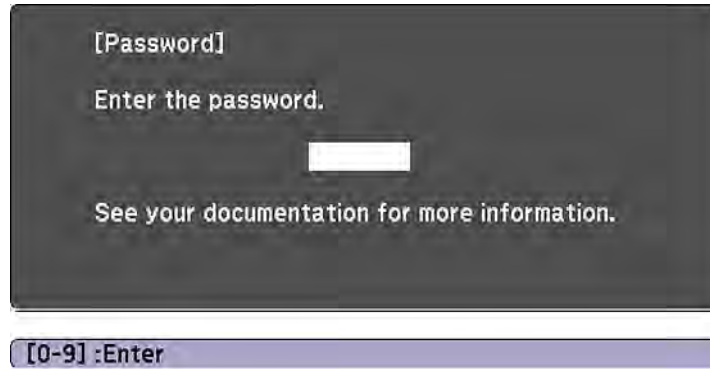 [Password]
Enter the password.
See your documentation for more information.
[0-9] :Enter